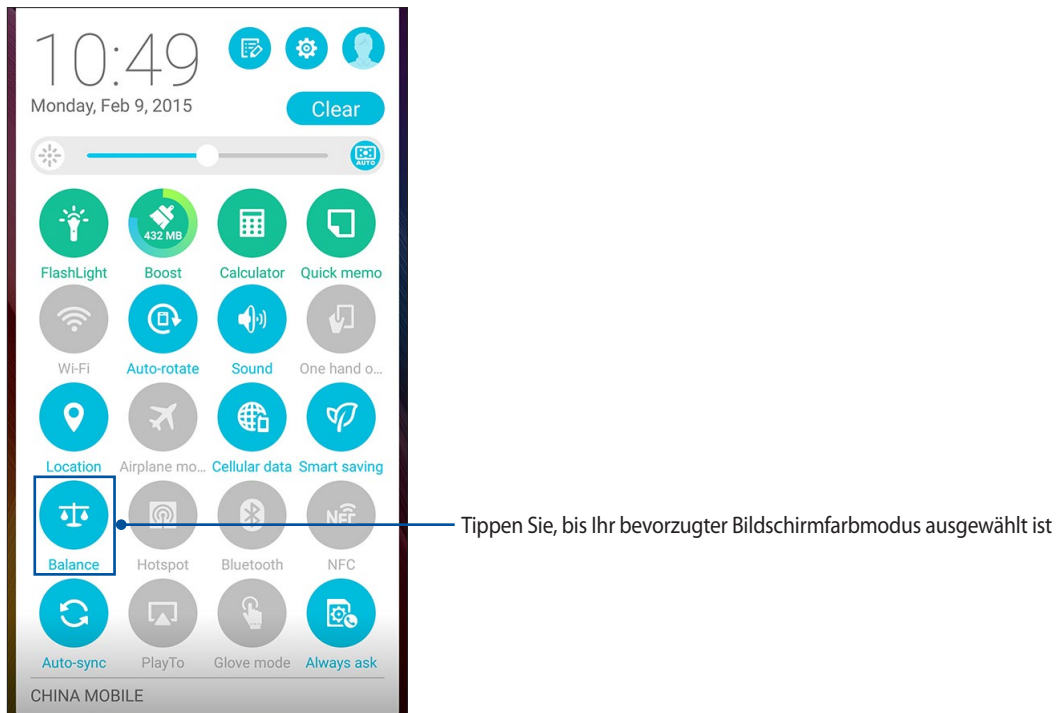 10:49
Monday, Feb 9, 2015
Clear
AUTO
432 MB
FlashLight Boost Calculator Quick memo
Wi-Fi Auto-rotate Sound One hand o...
Location Airplane mo... Cellular data Smart saving
NFC
Tippen Sie, bis Ihr bevorzugter Bildschirmfarbmodus ausgewählt ist
Balance Hotspot Bluetooth NFC
Auto-sync PlayTo Glove mode Always ask
CHINA MOBILE